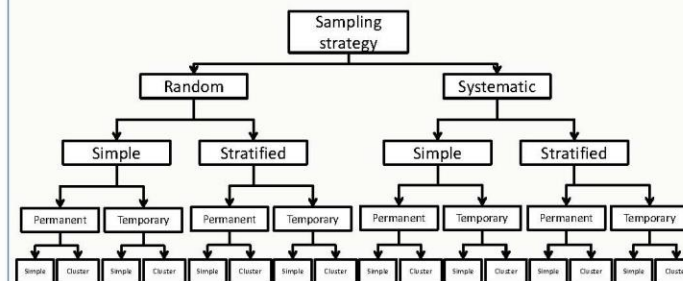 Sampling
strategy
Random Systematic
Simple Stratified Simple Stratified
Permanent Temporary Permanent Temporary Permanent Temporary Permanent Temporary
Simple Cluster Simple Cluster Simple Cluster Simple Cluster Simple Cluster Simple Cluster Simple Cluster Simple Cluster